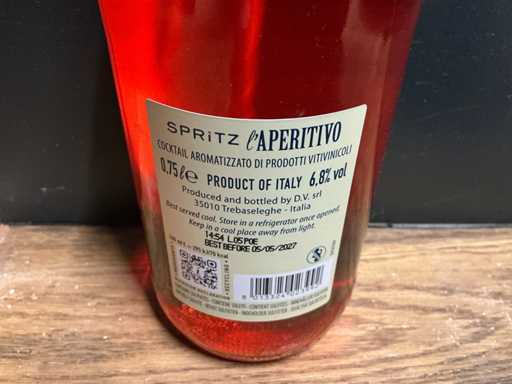 SPRITZ l'APERITIVO
COCKTAIL AROMATIZZATO DI PRODOTTI VITIVINICOLI
0,75 l e PRODUCT OF ITALY 6,8% vol
Produced and bottled by D.V. srl
35010 Trebaseleghe - Italia
Best served cool. Store in a refrigerator once opened.
Keep in a cool place away from light.
14:54 L.05POE
BEST BEFORE 05/05/2027